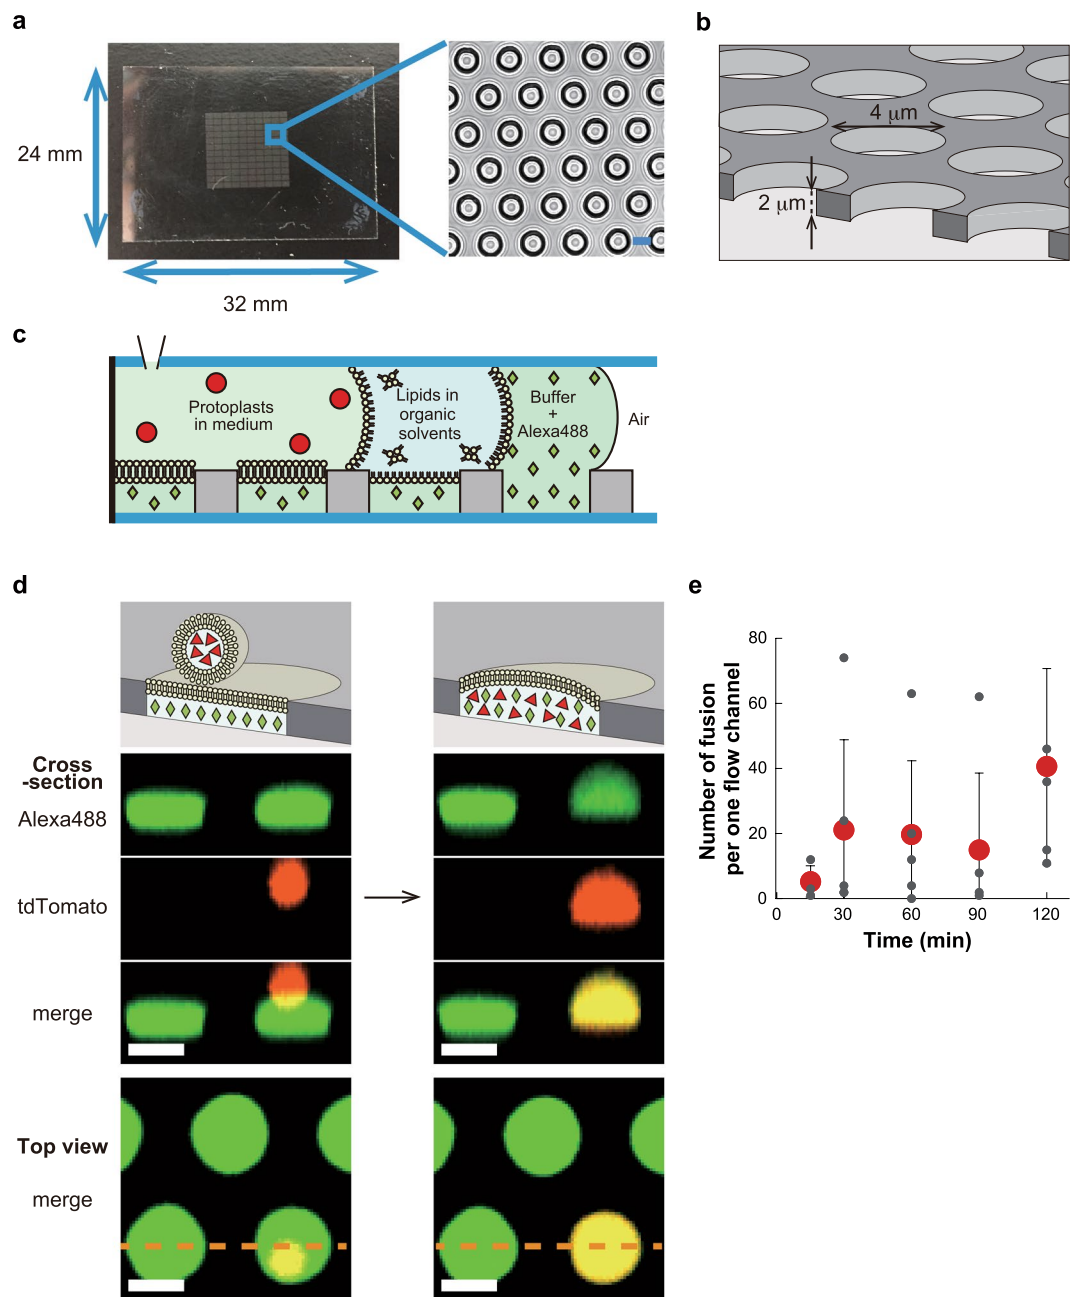 a
24 mm
32 mm
b
4 μm
2 μm
c
Protoplasts
in medium
Lipids in
organic
solvents
Buffer
+
Alexa488
Air
d
Cross
-section
Alexa488
tdTomato
merge
Top view
merge
e
Number of fusion
per one flow channel
80
60
40
20
0
0
30
60
90
120
Time (min)